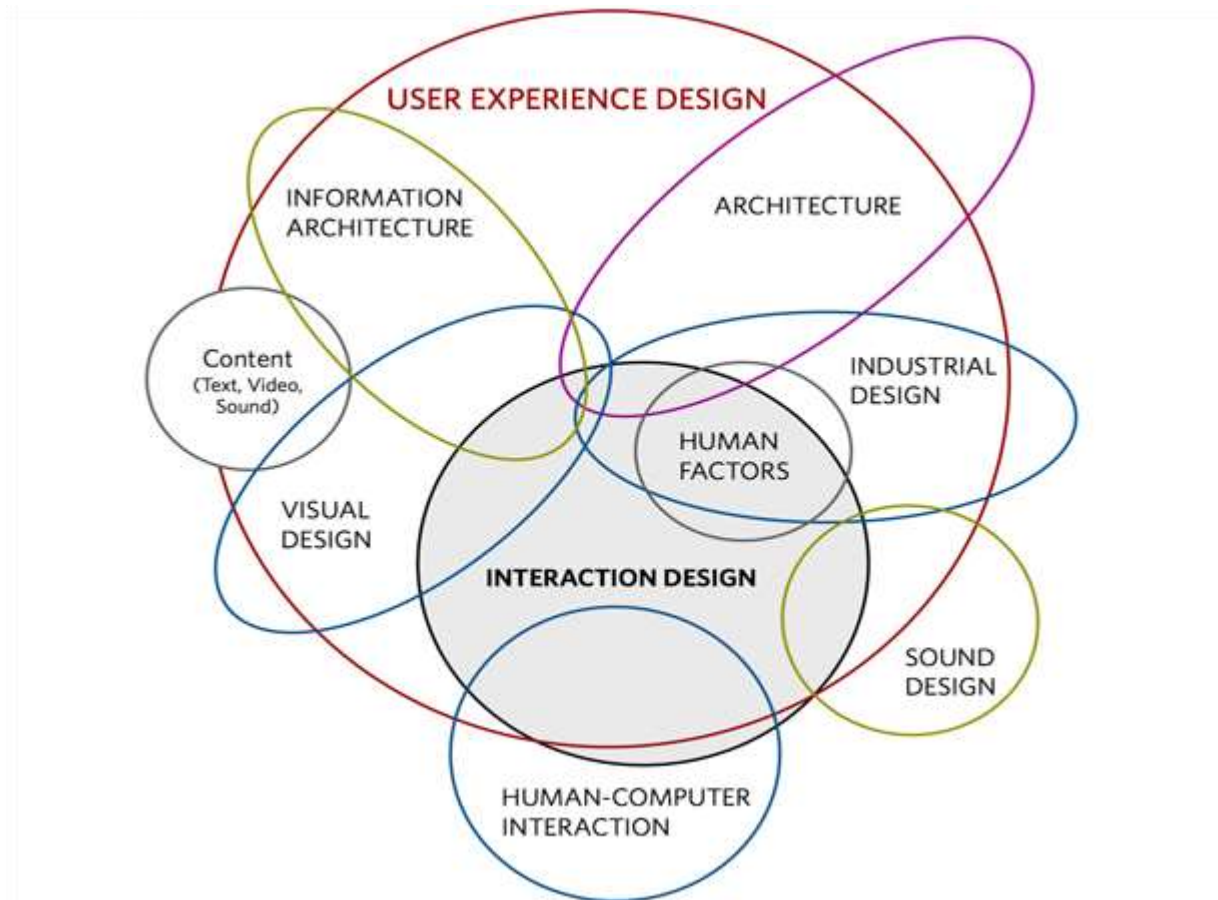 USER EXPERIENCE DESIGN
INFORMATION
ARCHITECTURE
ARCHITECTURE
Content
(Text, Video,
Sound)
INDUSTRIAL
DESIGN
HUMAN
FACTORS
VISUAL
DESIGN
INTERACTION DESIGN
SOUND
DESIGN
HUMAN-COMPUTER
INTERACTION